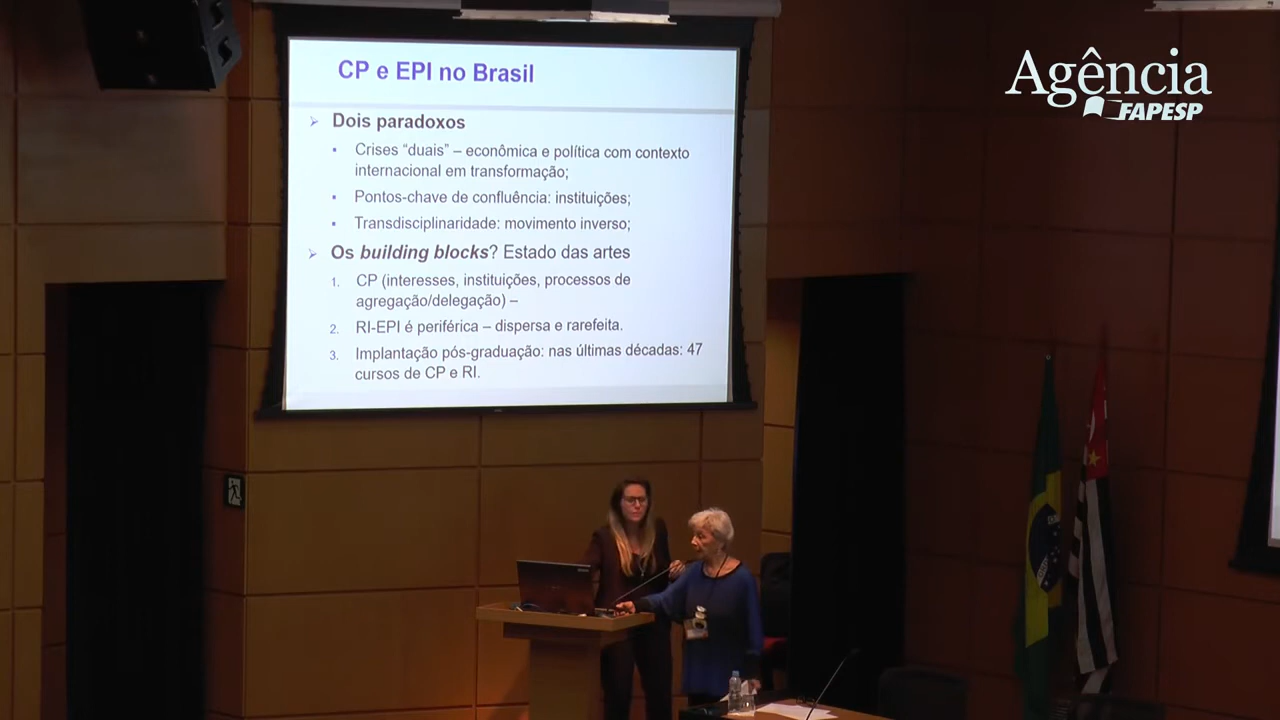 CP e EPI no Brasil
Dois paradoxos
Crises “duais” – econômica e política com contexto
internacional em transformação;
Pontos-chave de confluência: instituições;
Transdisciplinaridade: movimento inverso;
Os building blocks? Estado das artes
1. CP (interesses, instituições, processos de
agregação/delegação) –
2. RI-EPI é periférica – dispersa e rarefeita.
3. Implantação pós-graduação: nas últimas décadas: 47
cursos de CP e RI.
Agência
FAPESP